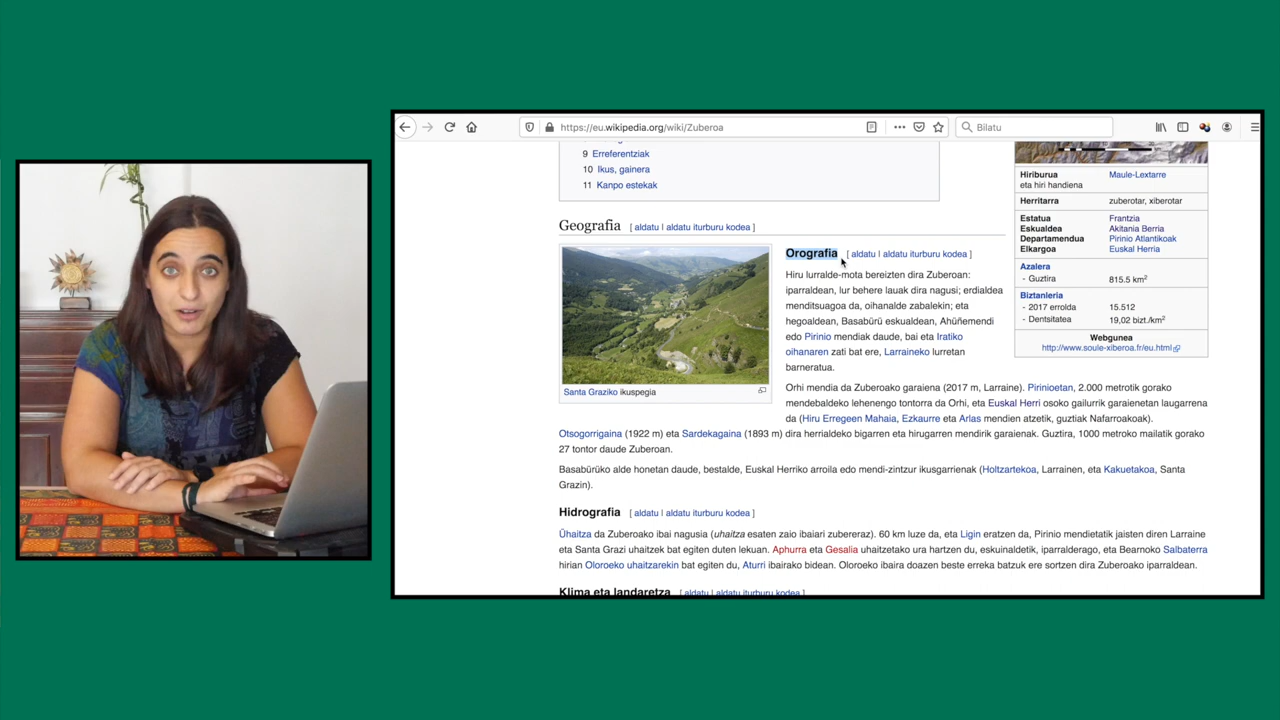 https://eu.wikipedia.org/wiki/Zuberoa
Bilatu
9 Erreferentziak
10 Ikus, gainera
11 Kanpo estekak
Geografia [ aldatu | aldatu iturburu kodea ]
Santa Graziko ikuspegia
Orografia [ aldatu | aldatu iturburu kodea ]
Hiru lurralde-mota bereizten dira Zuberoan:
iparraldean, lur behere lauak dira nagusi; erdialdea
menditsuagoa da, oihanalde zabalekin; eta
hegoaldean, Basabürü eskualdean, Ahüñemendi
edo Pirinio mendiak daude, bai eta Iratiko
oihanaren zati bat ere, Larraineko lurretan
barneratua.
Orhi mendia da Zuberoako garaiena (2017 m, Larraine). Pirinioetan, 2.000 metrotik gorako
mendebaldeko lehenengo tontorra da Orhi, eta Euskal Herri osoko gailurrik garaienetan laugarrena
da (Hiru Erregeen Mahaia, Ezkaurre eta Arlas mendien atzetik, guztiak Nafarroakoak).
Otsogorrigaina (1922 m) eta Sardekagaina (1893 m) dira herrialdeko bigarren eta hirugarren mendirik garaienak. Guztira, 1000 metroko mailatik gorako
27 tontor daude Zuberoan.
Basabürüko alde honetan daude, bestalde, Euskal Herriko arroila edo mendi-zintzur ikusgarrienak (Holtzartekoa, Larrainen, eta Kakuetakoa, Santa
Grazin).
Hidrografia [ aldatu | aldatu iturburu kodea ]
Ühaitza da Zuberoako ibai nagusia (uhaitza esaten zaio ibaiari zubereraz). 60 km luze da, eta Ligin eratzen da, Pirinio mendietatik jaisten diren Larraine
eta Santa Grazi uhaitzek bat egiten duten lekuan. Aphurra eta Gesalia uhaitzetako ura hartzen du, eskuinaldetik, iparralderago, eta Bearnoko Salbaterra
hirian Oloroeko uhaitzarekin bat egiten du, Aturri ibairako bidean. Oloroeko ibaira doazen beste erreka batzuk ere sortzen dira Zuberoako iparraldean.
Klima eta landaretza [ aldatu | aldatu iturburu kodea ]
Hiriburua Maule-Lextarre
eta hiri handiena
Herritarra zuberotar, xiberotar
Estatua Frantzia
Eskualdea Akitania Berria
Departamendua Pirinio Atlantikoak
Elkargoa Euskal Herria
Azalera
- Guztira 815.5 km²
Biztanleria
- 2017 errolda 15.512
- Dentsitatea 19,02 bizt./km²
Webgunea
http://www.soule-xiberoa.fr/eu.html